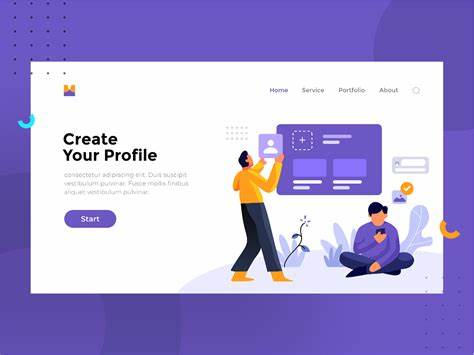 Home Service Portfolio About
Create
Your Profile
consectetur adipiscing elit. Duis suscipit
vestibulum pulvinar. Fusce mollis finibus
aliquet vestibulum pulvinar.
Start